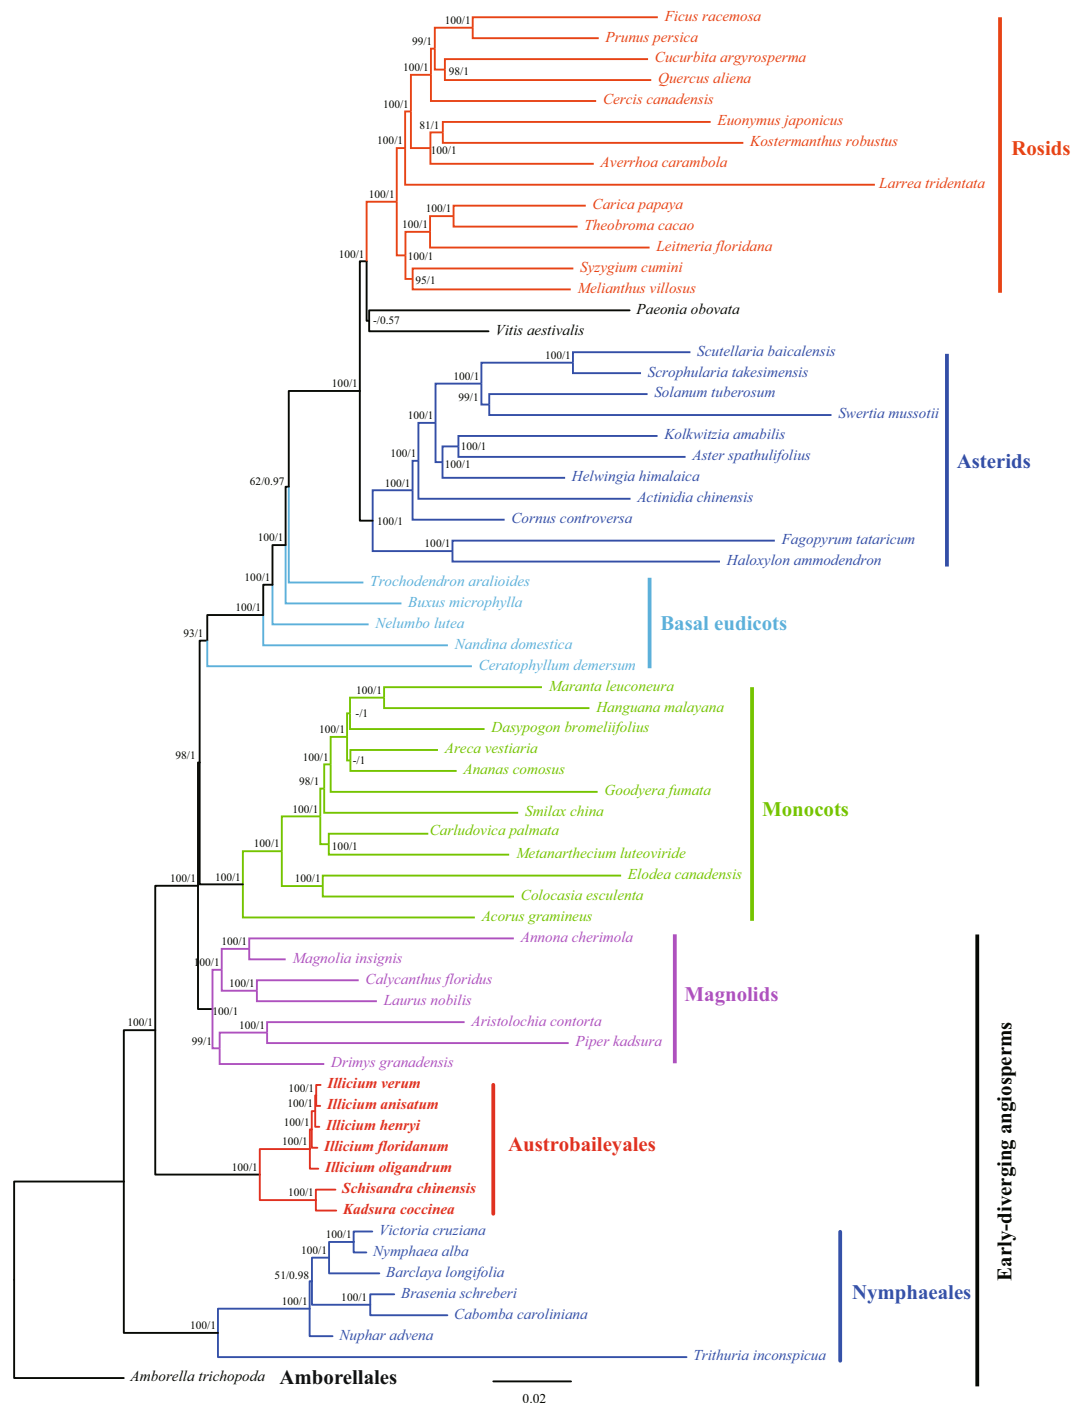 100/1 Ficus racemosa
99/1 Prunus persica
Cucurbita argyrosperma
100/1 98/1 Quercus aliena
100/1 Cercis canadensis
81/1 Euonymus japonicus
100/1 100/1 Kostermanthus robustus
Averrhoa carambola
Rosids
Larrea tridentata
100/1 100/1 Carica papaya
100/1 Theobroma cacao
100/1 Leitneria floridana
100/1 Syzygium cumini
95/1 Melianthus villosus
Paeonia obovata
-/0.57
Vitis aestivalis
100/1 Scutellaria baicalensis
100/1 Scrophularia takesimensis
100/1 99/1 Solanum tuberosum
100/1 Swertia mussotii
Kolkwitzia amabilis
100/1 100/1 Aster spathulifolius
100/1 Helwingia himalaica
Asterids
62/0.97 100/1 Actinidia chinensis
100/1 Cornus controversa
100/1 Fagopyrum tataricum
100/1 Haloxylon ammodendron
100/1 Trochodendron aralioides
100/1 Buxus microphylla
Nelumbo lutea
Basal eudicots
93/1 Nandina domestica
Ceratophyllum demersum
100/1 Maranta leuconeura
-/1 Hanguana malayana
100/1 Dasypogon bromeliifolius
98/1 100/1 Areca vestiaria
-/1 Ananas comosus
98/1 Goodyera fumata
100/1 Smilax china
Monocots
Carludovica palmata
100/1 Metanarthecium luteoviride
100/1 100/1 100/1 100/1 Elodea canadensis
Colocasia esculenta
Acorus gramineus
100/1 Annona cherimola
100/1 Magnolia insignis
100/1 Calycanthus floridus
Laurus nobilis
Magnolids
100/1 100/1 100/1 Aristolochia contorta
99/1 Piper kadsura
Drimys granadensis
100/1 Illicium verum
100/1 Illicium anisatum
100/1 Illicium henryi
100/1 Illicium floridanum
Austrobaileyales
100/1 Illicium oligandrum
100/1 Schisandra chinensis
Kadsura coccinea
Early-diverging angiosperms
100/1 Victoria cruziana
100/1 Nymphaea alba
51/0.98 Barclaya longifolia
100/1 100/1 Brasenia schreberi
Nymphaeales
Cabomba caroliniana
100/1 Nuphar advena
Trithuria inconspicua
Amborella trichopoda Amborellales
0.02